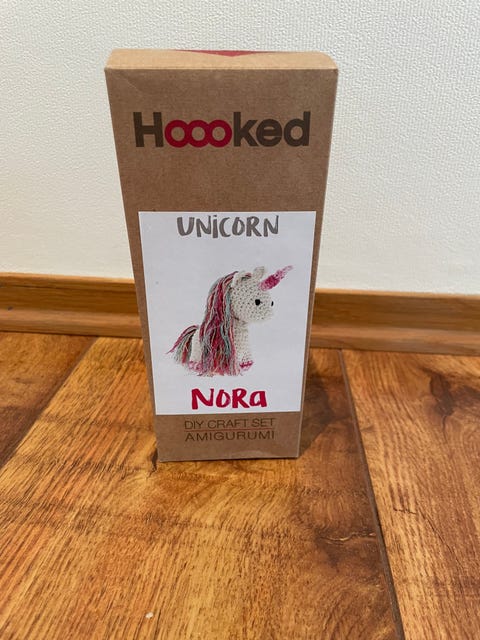 Hoooked
UNICORN
NORa
DIY CRAFT SET
AMIGURUMI